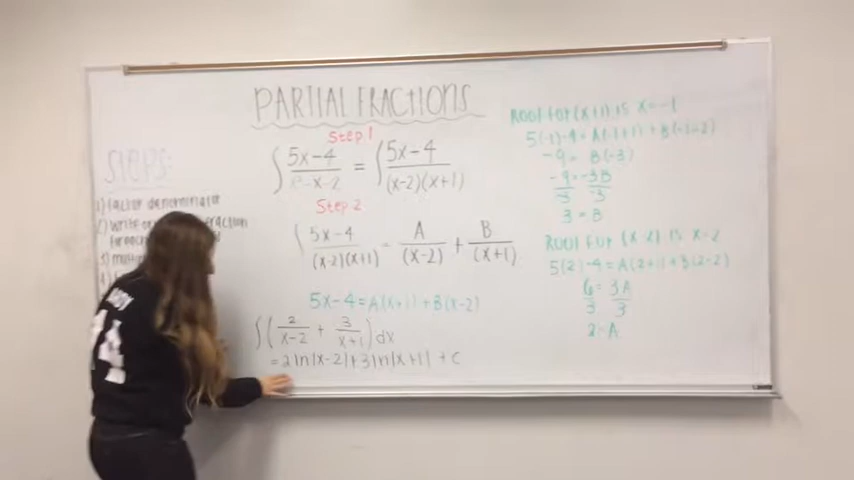 PARTIAL FRACTIONS
STEPS:
1) factor denominator
2) write fraction
3)
Step 1
∫ 5x-4 / x-2 = ∫ 5x-4 / (x-2)(x+1)
Step 2
∫ 5x-4 / (x-2)(x+1) = A / (x-2) + B / (x+1)
5x-4 = A(x+1) + B(x-2)
∫ ( 2 / x-2 + 3 / x+1 ) dx
= 2 ln|x-2| + 3 ln|x+1| + C
ROOT FOR (x+1) IS x=-1
5(-1)-4 = A(-1+1) + B(-1-2)
-9 = B(-3)
-9 = -3B
-3 -3
3 = B
ROOT FOR (x-2) IS x=2
5(2)-4 = A(2+1)+B(2-2)
6 = 3A
3 3
2=A